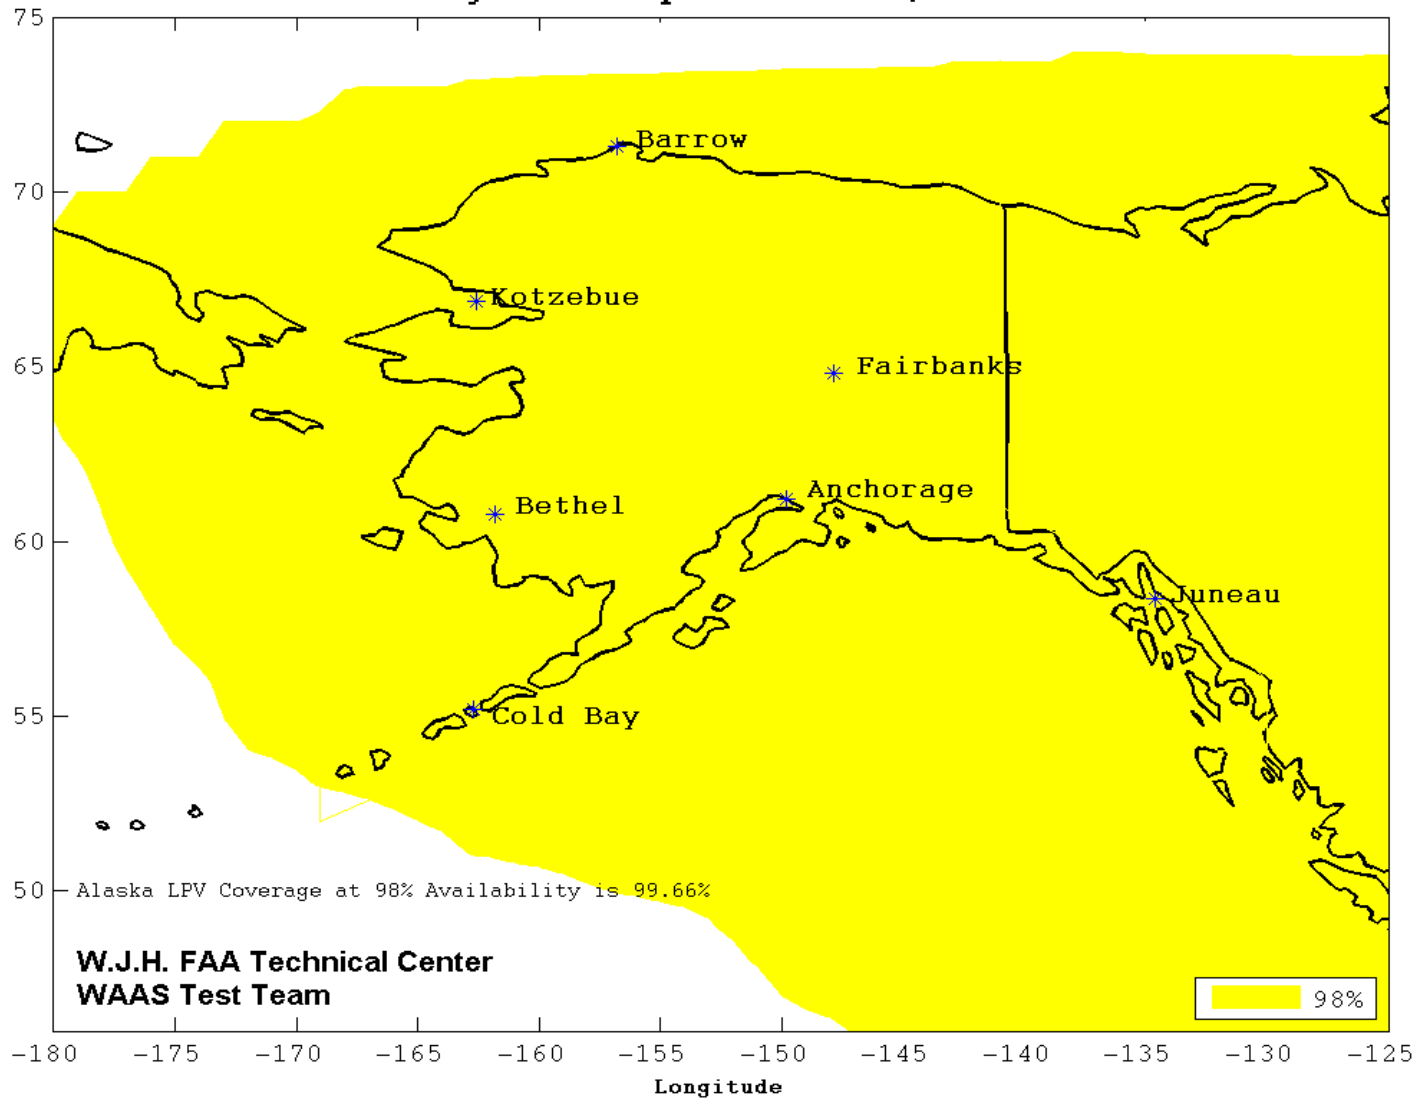 75
70
65
60
55
50
Barrow
Kotzebue
Fairbanks
Anchorage
Bethel
Juneau
Cold Bay
Alaska LPV Coverage at 98% Availability is 99.66%
W.J.H. FAA Technical Center
WAAS Test Team
98%
-180 -175 -170 -165 -160 -155 -150 -145 -140 -135 -130 -125
Longitude